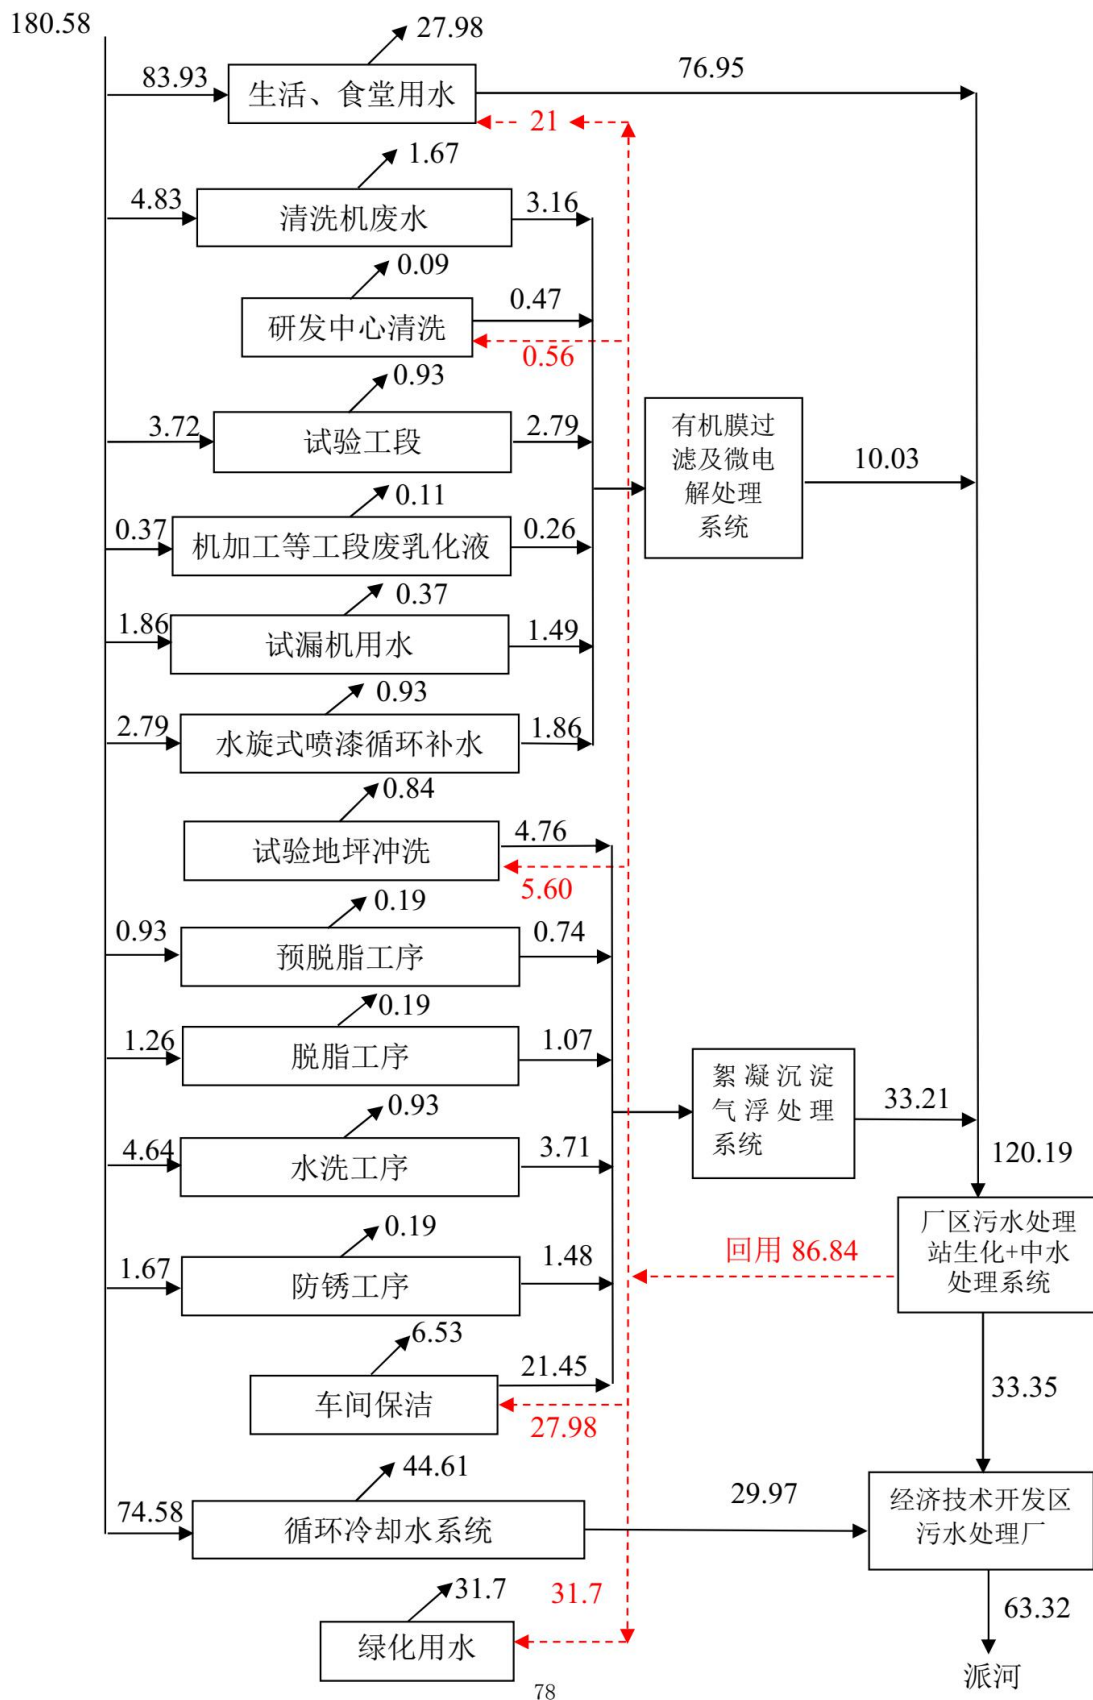 180.58
27.98
83.93
生活、食堂用水
76.95
21
1.67
4.83
清洗机废水
3.16
0.09
研发中心清洗
0.47
0.56
0.93
3.72
试验工段
2.79
有机膜过
滤及微电
解处理
系统
10.03
0.11
0.37
机加工等工段废乳化液
0.26
0.37
1.86
试漏机用水
1.49
0.93
2.79
水旋式喷漆循环补水
1.86
0.84
试验地坪冲洗
4.76
5.60
0.19
0.93
预脱脂工序
0.74
0.19
1.26
脱脂工序
1.07
絮凝沉淀
气浮处理
系统
33.21
0.93
4.64
水洗工序
3.71
120.19
厂区污水处理
站生化+中水
处理系统
回用 86.84
0.19
1.67
防锈工序
1.48
6.53
车间保洁
21.45
27.98
33.35
44.61
74.58
循环冷却水系统
29.97
经济技术开发区
污水处理厂
31.7
绿化用水
31.7
63.32
派河
78